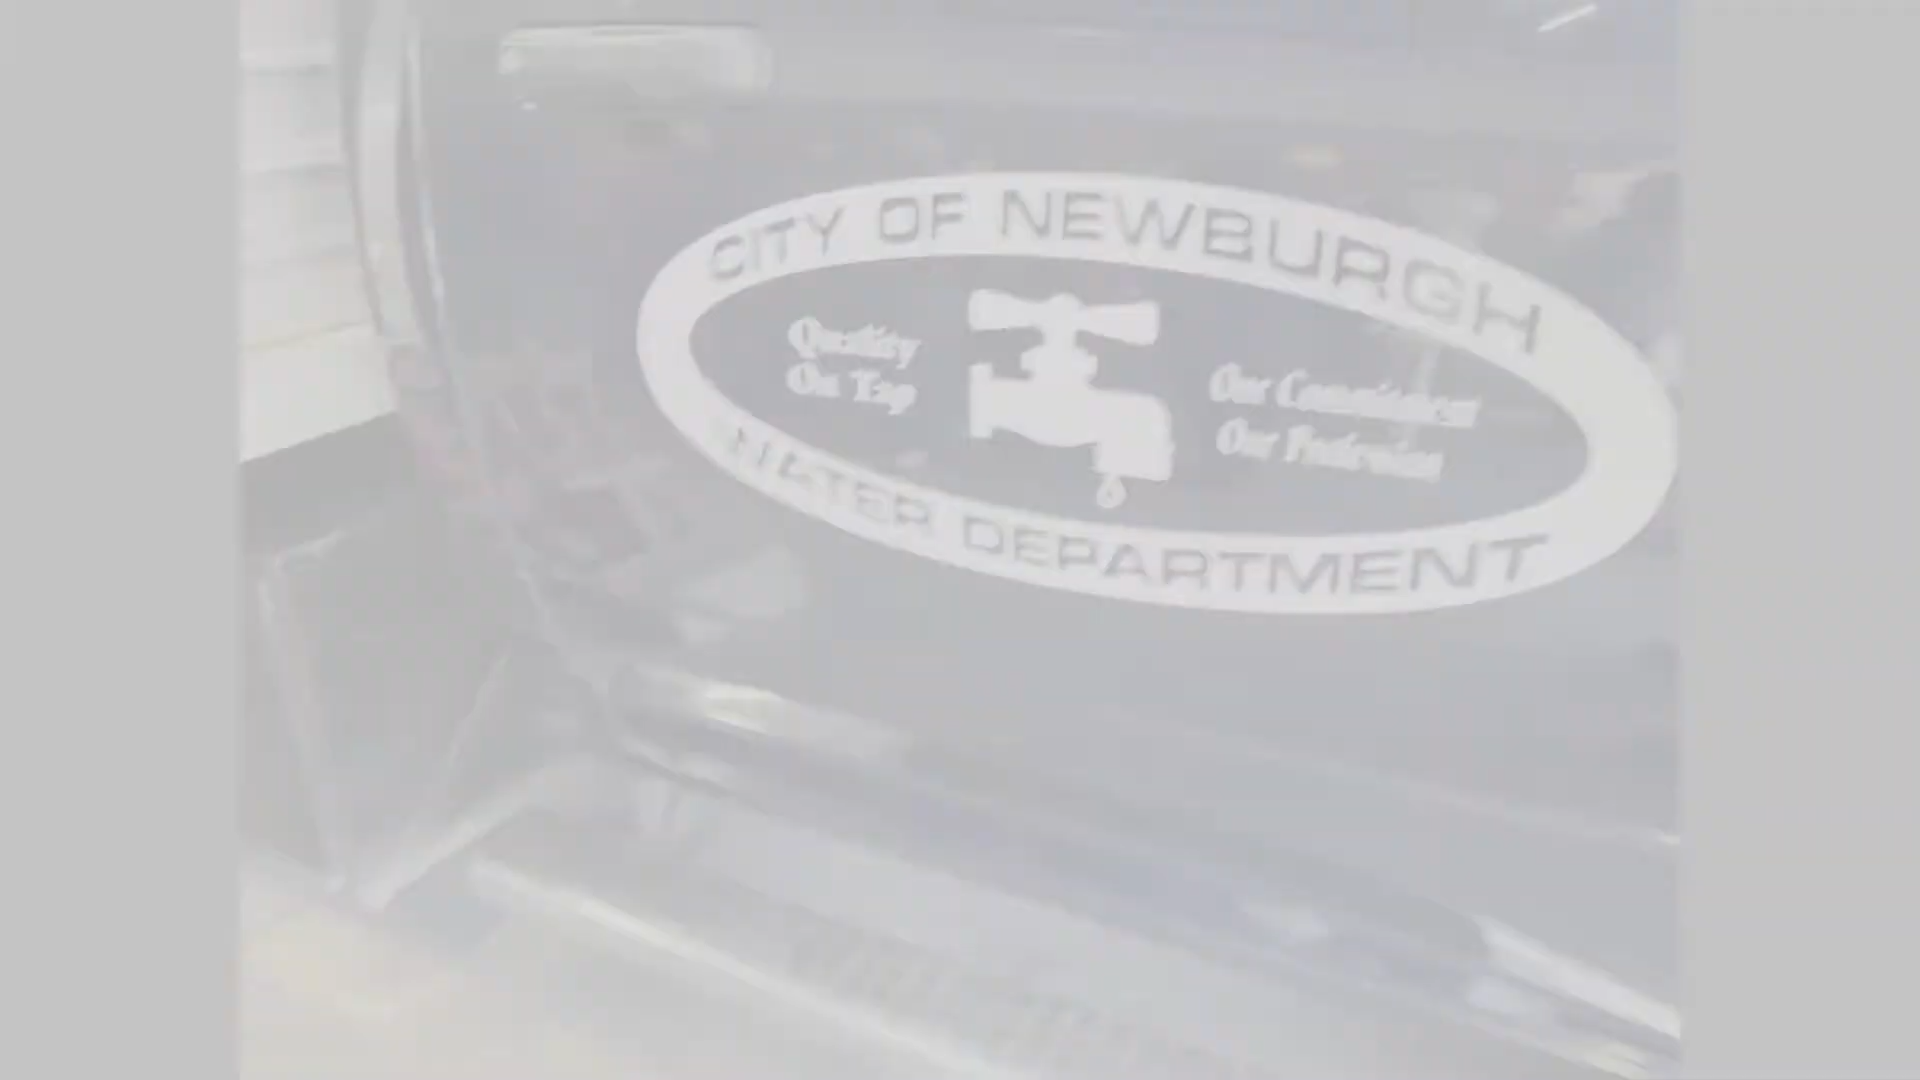 CITY OF NEWBURGH
Quality
On Tap
Our Commitment
Our Profession
WATER DEPARTMENT